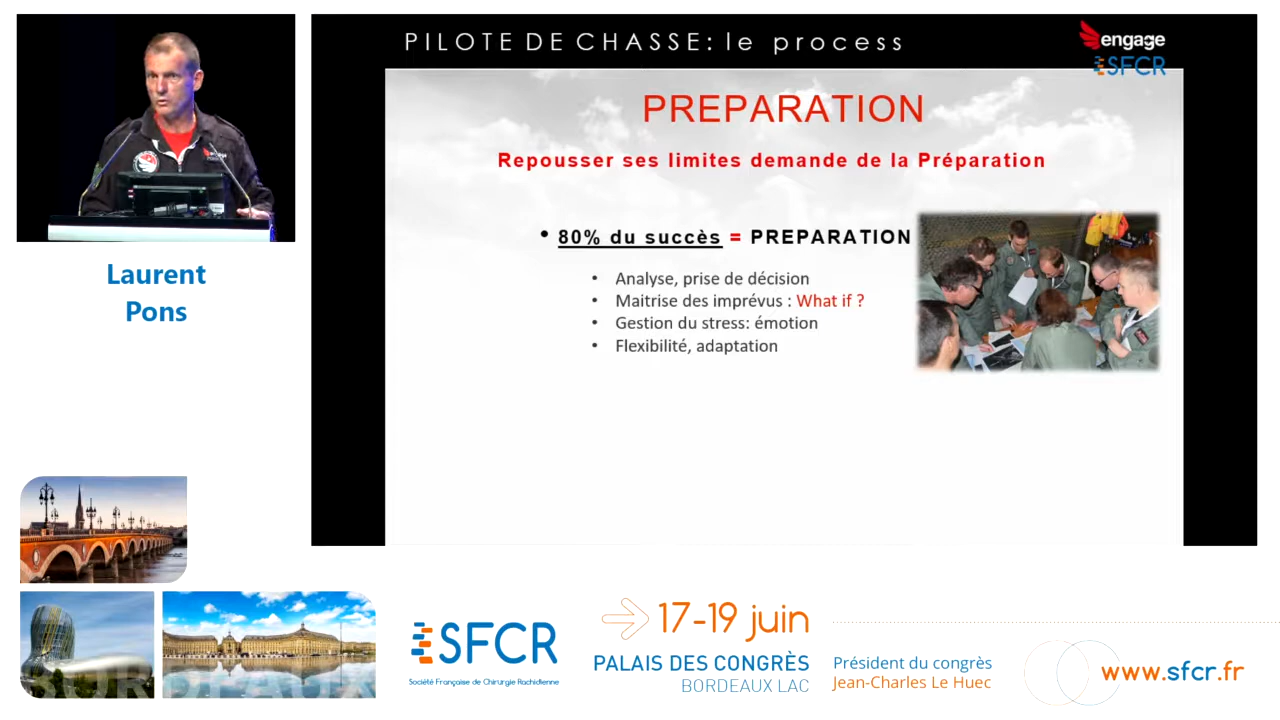 PILOTE DE CHASSE: le process
engage
SFCR
PREPARATION
Repousser ses limites demande de la Préparation
• 80% du succès = PREPARATION
• Analyse, prise de décision
• Maitrise des imprévus : What if ?
• Gestion du stress: émotion
• Flexibilité, adaptation
engage
Laurent
Pons
BORDEAUX
SFCR
Société Française de Chirurgie Rachidienne
17-19 juin
PALAIS DES CONGRÈS
BORDEAUX LAC
Président du congrès
Jean-Charles Le Huec
www.sfcr.fr